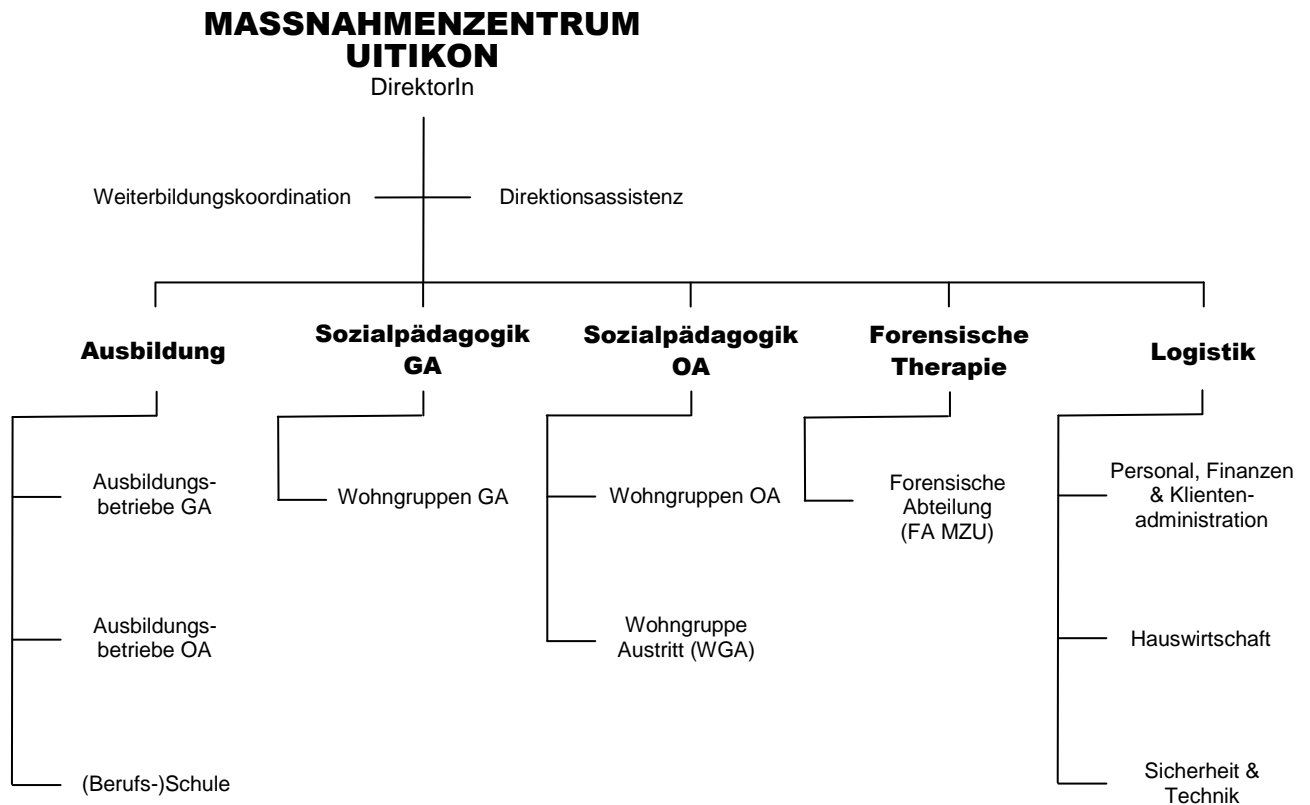 MASSNAHMENZENTRUM
UITIKON
DirektorIn
Weiterbildungskoordination
Direktionsassistenz
Ausbildung
Sozialpädagogik
GA
Sozialpädagogik
OA
Forensische
Therapie
Logistik
Ausbildungs-
betriebe GA
Ausbildungs-
betriebe OA
(Berufs-)Schule
Wohngruppen GA
Wohngruppen OA
Wohngruppe
Austritt (WGA)
Forensische
Abteilung
(FA MZU)
Personal, Finanzen
& Klienten-
administration
Hauswirtschaft
Sicherheit &
Technik